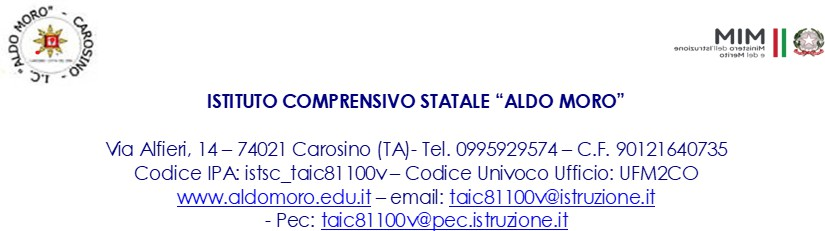 I.C. "ALDO MORO" - CAROSINO -
MIM
Ministero dell'istruzione
e del Merito
ISTITUTO COMPRENSIVO STATALE “ALDO MORO”
Via Alfieri, 14 – 74021 Carosino (TA)- Tel. 0995929574 – C.F. 90121640735
Codice IPA: istsc_taic81100v – Codice Univoco Ufficio: UFM2CO
www.aldomoro.edu.it – email: taic81100v@istruzione.it
- Pec: taic81100v@pec.istruzione.it